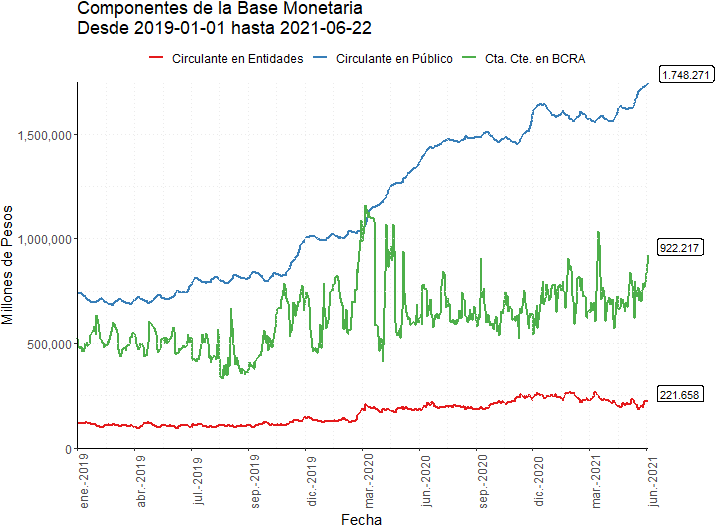 Componentes de la Base Monetaria
Desde 2019-01-01 hasta 2021-06-22
Circulante en Entidades Circulante en Público Cta. Cte. en BCRA
1.748.271
1,500,000
1,000,000
922.217
500,000
221.658
0
Millones de Pesos
ene.-2019 abr.-2019 jul.-2019 sep.-2019 dic.-2019 mar.-2020 jun.-2020 sep.-2020 dic.-2020 mar.-2021 jun.-2021
Fecha